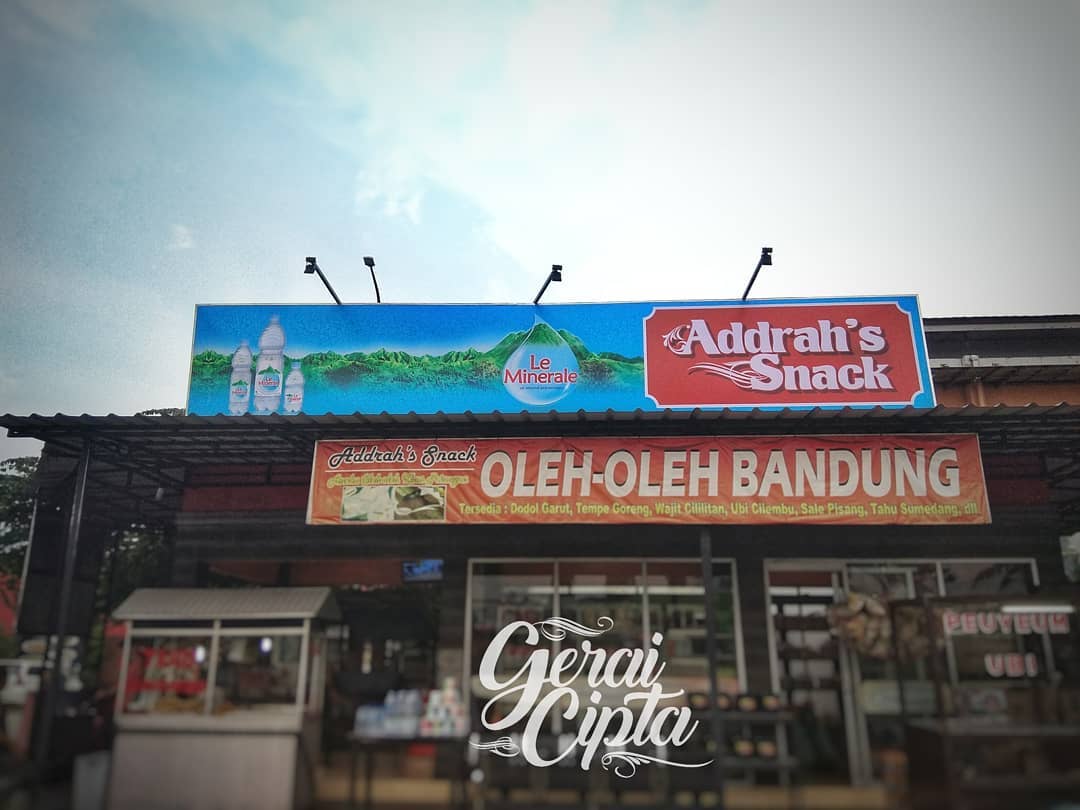 Le
Minerale
Addrah's
Snack
Addrah's Snack
OLEH-OLEH BANDUNG
Tersedia : Dodol Garut, Tempe Goreng, Wajit Cililitan, Ubi Cilembu, Sale Pisang, Tahu Sumedang, dll
PEUYEUM
UBI
Gerai
Cipta